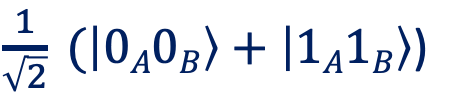 1/√2 (|0_A0_B⟩ + |1_A1_B⟩)